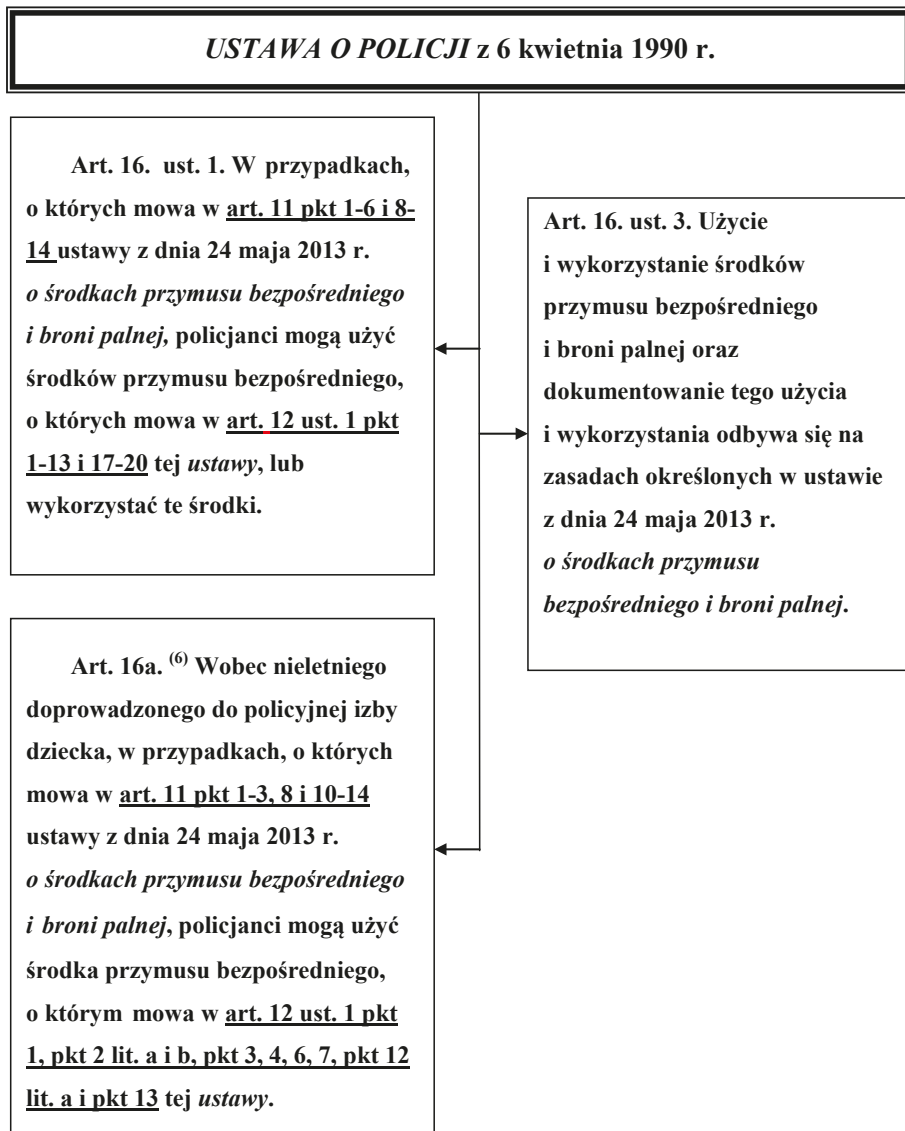 USTAWA O POLICJI z 6 kwietnia 1990 r.
Art. 16. ust. 1. W przypadkach,
o których mowa w art. 11 pkt 1-6 i 8-
14 ustawy z dnia 24 maja 2013 r.
o środkach przymusu bezpośredniego
i broni palnej, policjanci mogą użyć
środków przymusu bezpośredniego,
o których mowa w art. 12 ust. 1 pkt
1-13 i 17-20 tej ustawy, lub
wykorzystać te środki.
Art. 16. ust. 3. Użycie
i wykorzystanie środków
przymusu bezpośredniego
i broni palnej oraz
dokumentowanie tego użycia
i wykorzystania odbywa się na
zasadach określonych w ustawie
z dnia 24 maja 2013 r.
o środkach przymusu
bezpośredniego i broni palnej.
Art. 16a. (6) Wobec nieletniego
doprowadzonego do policyjnej izby
dziecka, w przypadkach, o których
mowa w art. 11 pkt 1-3, 8 i 10-14
ustawy z dnia 24 maja 2013 r.
o środkach przymusu bezpośredniego
i broni palnej, policjanci mogą użyć
środka przymusu bezpośredniego,
o którym mowa w art. 12 ust. 1 pkt
1, pkt 2 lit. a i b, pkt 3, 4, 6, 7, pkt 12
lit. a i pkt 13 tej ustawy.